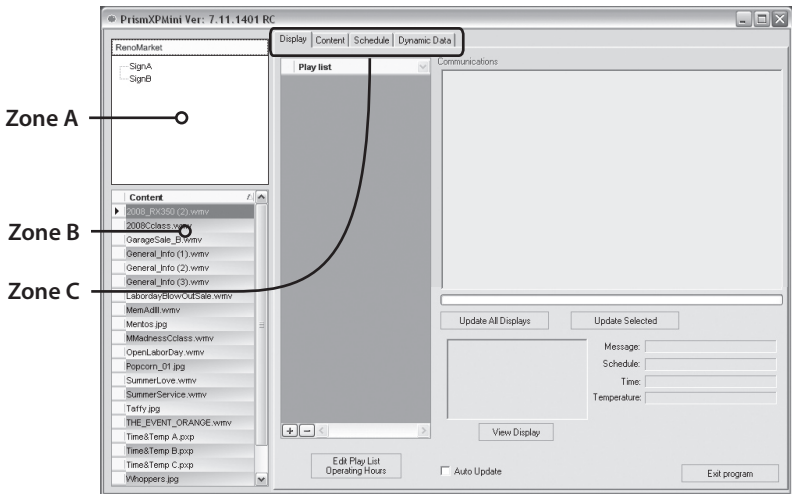 PrismXPMini Ver: 7.11.1401 RC
Display Content Schedule Dynamic Data
RenoMarket
SignA
SignB
Zone A
Zone B
Zone C
Content
2008_RX350 (2).wmv
2008Cclass.wmv
GarageSale_B.wmv
General_Info (1).wmv
General_Info (2).wmv
General_Info (3).wmv
LabordayBlowOutSale.wmv
MemAdIII.wmv
Mentos.jpg
MMadnessCclass.wmv
OpenLaborDay.wmv
Popcorn_01.jpg
SummerLove.wmv
SummerService.wmv
Taffy.jpg
THE_EVENT_ORANGE.wmv
Time&Temp A.pxp
Time&Temp B.pxp
Time&Temp C.pxp
Whoppers.jpg
Play list
Edit Play List
Operating Hours
Communications
Update All Displays
Update Selected
Message:
Schedule:
Time:
Temperature:
View Display
Auto Update
Exit program